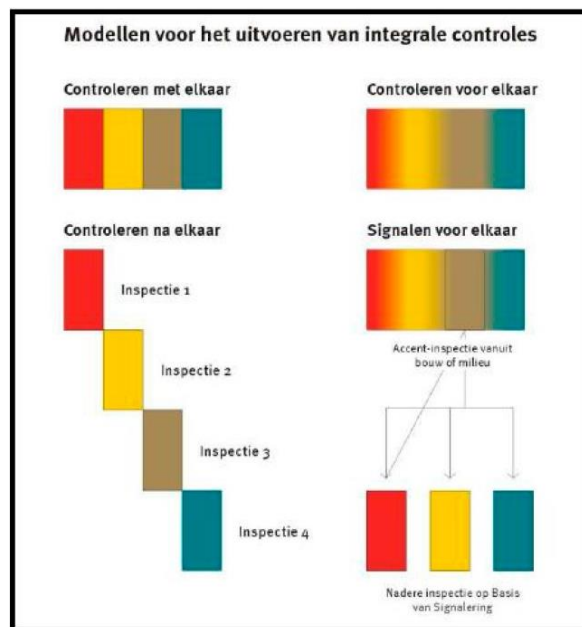 Modellen voor het uitvoeren van integrale controles
Controleren met elkaar
Controleren voor elkaar
Controleren na elkaar
Inspectie 1
Inspectie 2
Inspectie 3
Inspectie 4
Signalen voor elkaar
Accent-inspectie vanuit
bouw of milieu
Nadere inspectie op Basis
van Signalering